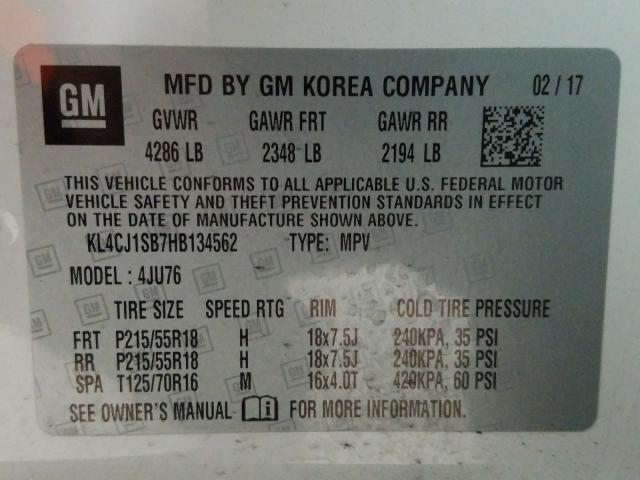 GM MFD BY GM KOREA COMPANY 02 / 17
GVWR GAWR FRT GAWR RR
4286 LB 2348 LB 2194 LB
THIS VEHICLE CONFORMS TO ALL APPLICABLE U.S. FEDERAL MOTOR
VEHICLE SAFETY AND THEFT PREVENTION STANDARDS IN EFFECT
ON THE DATE OF MANUFACTURE SHOWN ABOVE.
KL4CJ1SB7HB134562 TYPE: MPV
MODEL : 4JU76
TIRE SIZE SPEED RTG RIM COLD TIRE PRESSURE
FRT P215/55R18 H 18x7.5J 240KPA, 35 PSI
RR P215/55R18 H 18x7.5J 240KPA, 35 PSI
SPA T125/70R16 M 16x4.0T 420KPA, 60 PSI
SEE OWNER'S MANUAL FOR MORE INFORMATION.